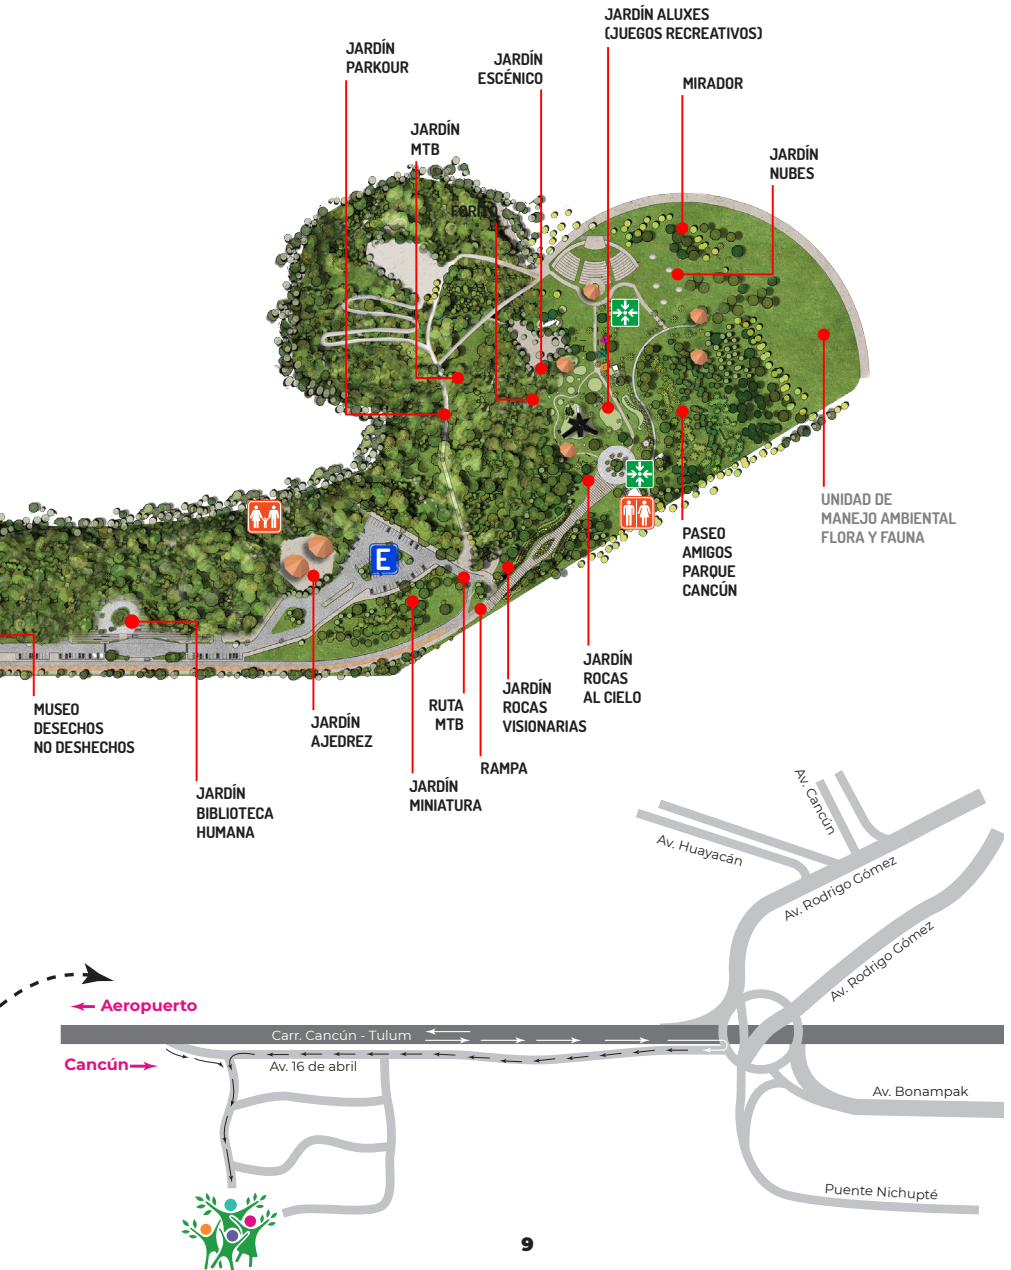 JARDÍN ALUXES
(JUEGOS RECREATIVOS)
JARDÍN
PARKOUR
JARDÍN
ESCÉNICO
MIRADOR
JARDÍN
MTB
JARDÍN
NUBES
E
UNIDAD DE
MANEJO AMBIENTAL
FLORA Y FAUNA
PASEO
AMIGOS
PARQUE
CANCÚN
JARDÍN
ROCAS
AL CIELO
JARDÍN
ROCAS
VISIONARIAS
RUTA
MTB
RAMPA
MUSEO
DESECHOS
NO DESHECHOS
JARDÍN
AJEDREZ
JARDÍN
MINIATURA
JARDÍN
BIBLIOTECA
HUMANA
Av. Cancún
Av. Huayacán
Av. Rodrigo Gómez
Av. Rodrigo Gómez
Aeropuerto
Carr. Cancún - Tulum
Cancún
Av. 16 de abril
Av. Bonampak
Puente Nichupté
9